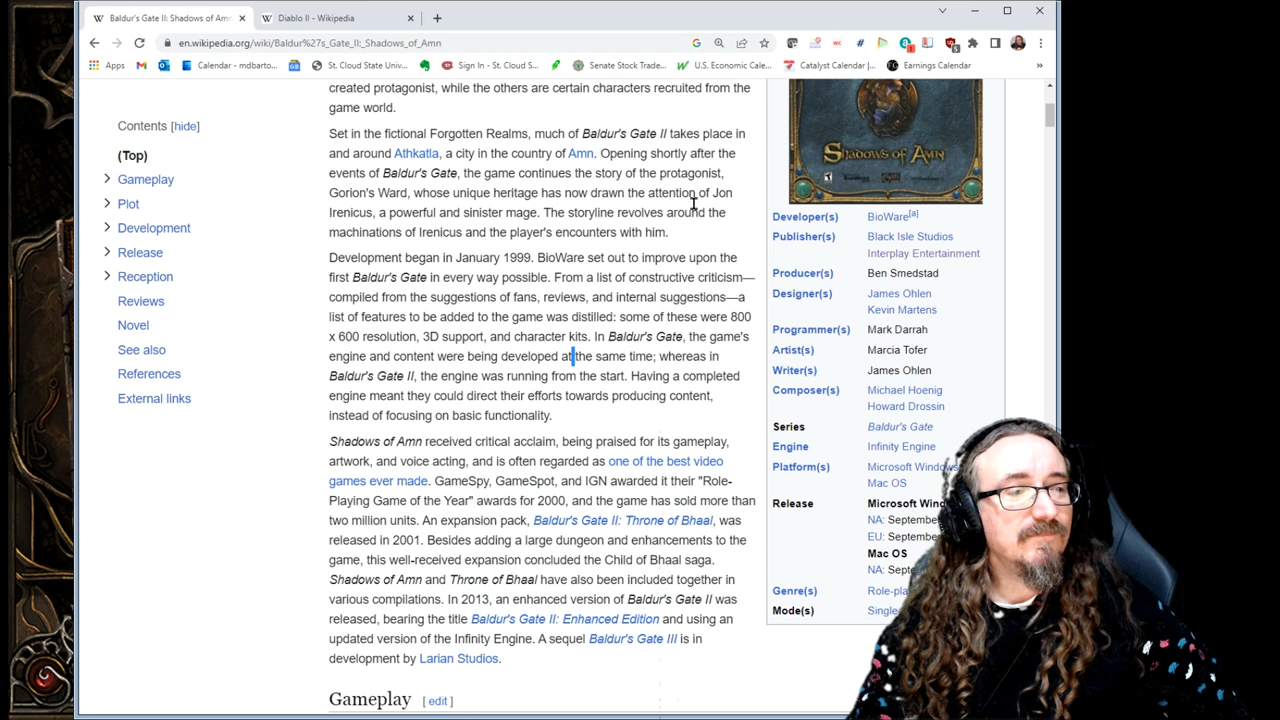 Baldur's Gate II: Shadows of Amn
Diablo II - Wikipedia
en.wikipedia.org/wiki/Baldur%27s_Gate_II:_Shadows_of_Amn
Apps
Calendar - mdbarto...
St. Cloud State Univ...
Sign In - St. Cloud S...
Senate Stock Trade...
U.S. Economic Cale...
Catalyst Calendar |...
Earnings Calendar
»
Contents [hide]
(Top)
Gameplay
Plot
Development
Release
Reception
Reviews
Novel
See also
References
External links
created protagonist, while the others are certain characters recruited from the
game world.
Set in the fictional Forgotten Realms, much of Baldur's Gate II takes place in
and around Athkatla, a city in the country of Amn. Opening shortly after the
events of Baldur's Gate, the game continues the story of the protagonist,
Gorion's Ward, whose unique heritage has now drawn the attention of Jon
Irenicus, a powerful and sinister mage. The storyline revolves around the
machinations of Irenicus and the player's encounters with him.
Development began in January 1999. BioWare set out to improve upon the
first Baldur's Gate in every way possible. From a list of constructive criticism—
compiled from the suggestions of fans, reviews, and internal suggestions—a
list of features to be added to the game was distilled: some of these were 800
x 600 resolution, 3D support, and character kits. In Baldur's Gate, the game's
engine and content were being developed at the same time; whereas in
Baldur's Gate II, the engine was running from the start. Having a completed
engine meant they could direct their efforts towards producing content,
instead of focusing on basic functionality.
Shadows of Amn received critical acclaim, being praised for its gameplay,
artwork, and voice acting, and is often regarded as one of the best video
games ever made. GameSpy, GameSpot, and IGN awarded it their "Role-
Playing Game of the Year" awards for 2000, and the game has sold more than
two million units. An expansion pack, Baldur's Gate II: Throne of Bhaal, was
released in 2001. Besides adding a large dungeon and enhancements to the
game, this well-received expansion concluded the Child of Bhaal saga.
Shadows of Amn and Throne of Bhaal have also been included together in
various compilations. In 2013, an enhanced version of Baldur's Gate II was
released, bearing the title Baldur's Gate II: Enhanced Edition and using an
updated version of the Infinity Engine. A sequel Baldur's Gate III is in
development by Larian Studios.
Gameplay [ edit ]
Shadows of Amn
Developer(s) BioWare[a]
Publisher(s) Black Isle Studios
Interplay Entertainment
Producer(s) Ben Smedstad
Designer(s) James Ohlen
Kevin Martens
Programmer(s) Mark Darrah
Artist(s) Marcia Tofer
Writer(s) James Ohlen
Composer(s) Michael Hoenig
Howard Drossin
Series Baldur's Gate
Engine Infinity Engine
Platform(s) Microsoft Windows
Mac OS
Release Microsoft Wind
NA: Septembe
EU: September
Mac OS
NA: Septe
Genre(s) Role-pla
Mode(s) Single